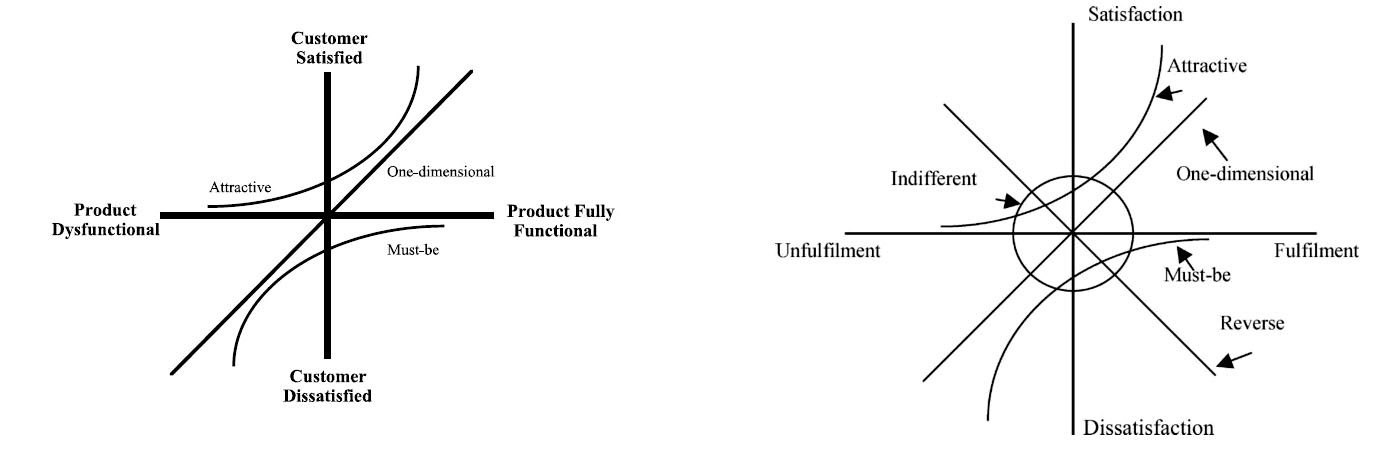 Customer
Satisfied
Attractive
One-dimensional
Product
Dysfunctional
Product Fully
Functional
Must-be
Customer
Dissatisfied
Satisfaction
Attractive
Indifferent
One-dimensional
Unfulfilment
Fulfilment
Must-be
Reverse
Dissatisfaction